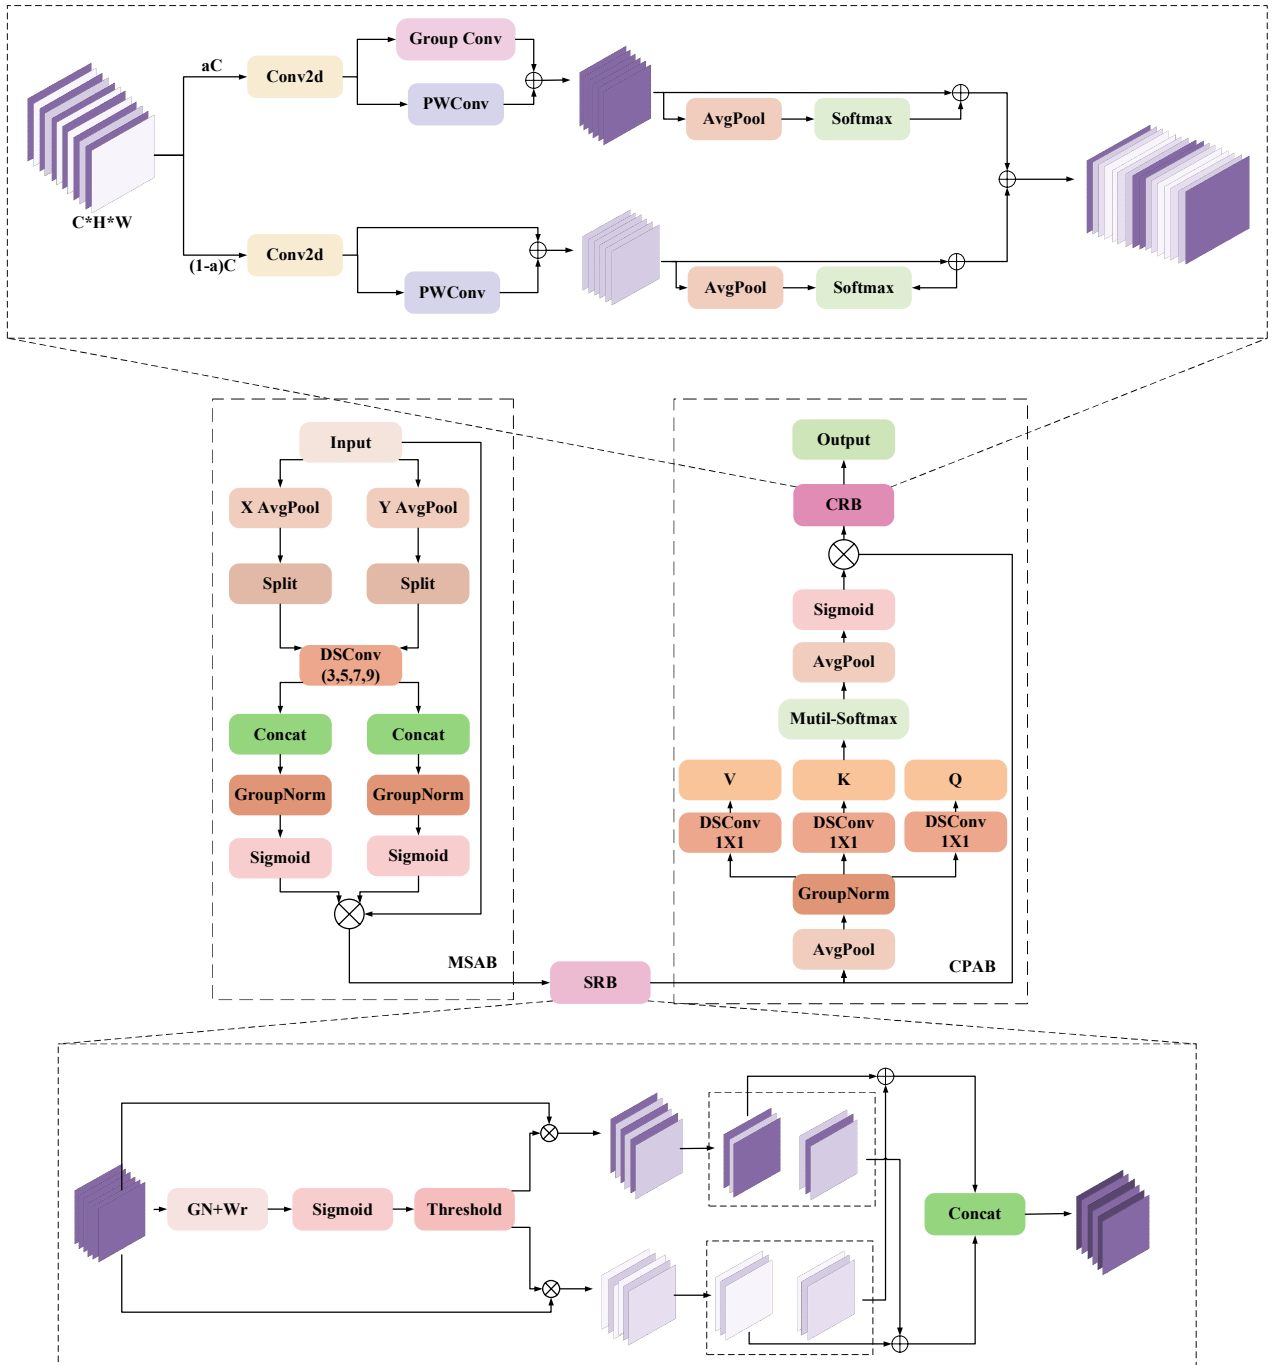 aC
Conv2d
Group Conv
PWConv
AvgPool
Softmax
C*H*W
(1-a)C
Conv2d
PWConv
AvgPool
Softmax
Input
X AvgPool
Y AvgPool
Split
Split
DSConv
(3,5,7,9)
Concat
Concat
GroupNorm
GroupNorm
Sigmoid
Sigmoid
MSAB
SRB
Output
CRB
Sigmoid
AvgPool
Mutil-Softmax
V
K
Q
DSConv
1X1
DSConv
1X1
DSConv
1X1
GroupNorm
AvgPool
CPAB
GN+Wr
Sigmoid
Threshold
Concat